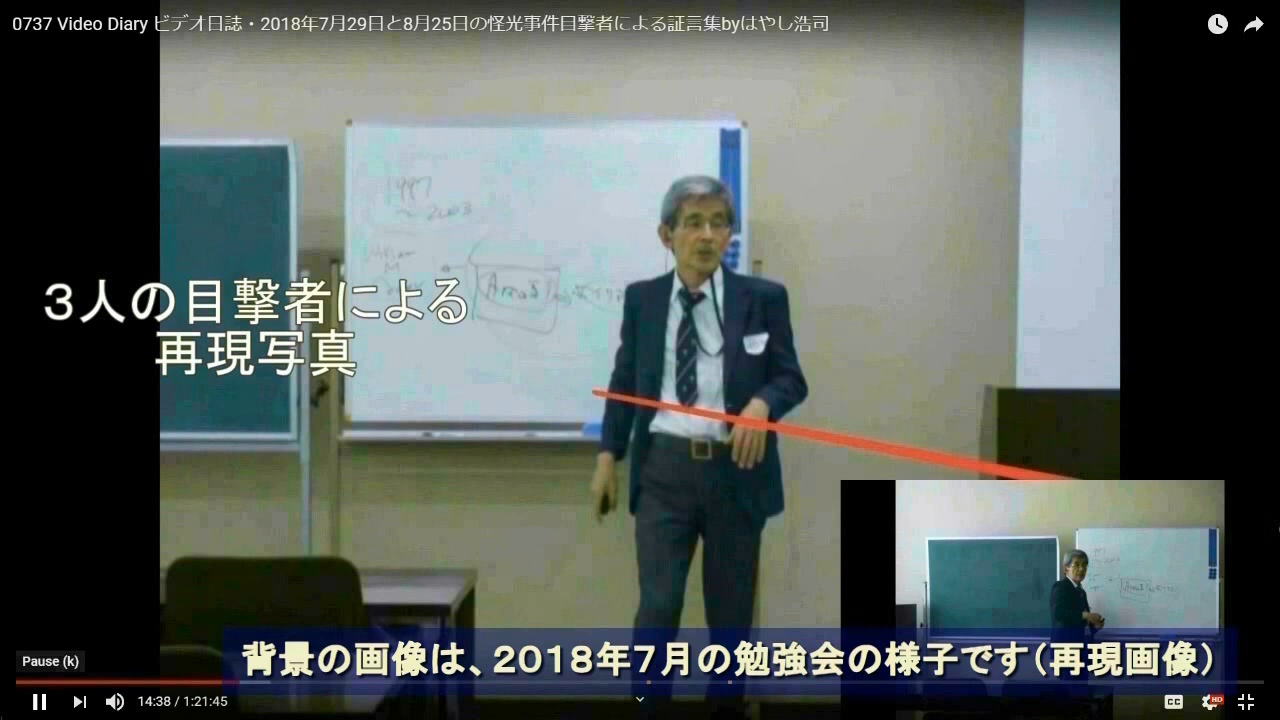 0737 Video Diary ビデオ日誌・2018年7月29日と8月25日の怪光事件目撃者による証言集byはやし浩司
1997
~2003
Area51
３人の目撃者による
再現写真
背景の画像は、２０１８年７月の勉強会の様子です（再現画像）
Pause (k)
14:38 / 1:21:45
CC
HD